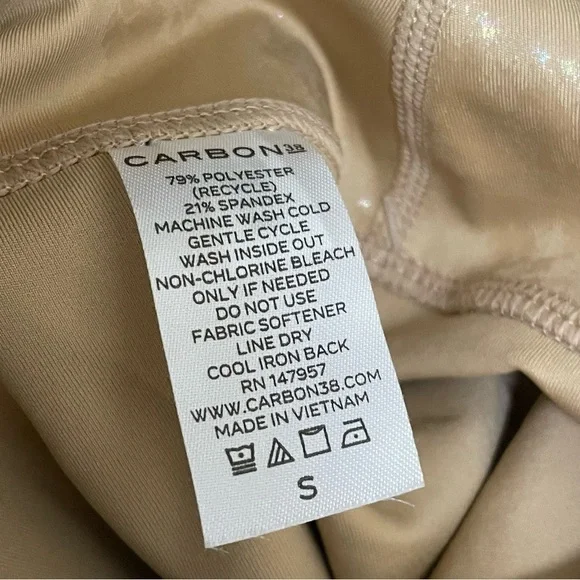 CARBON38
79% POLYESTER
(RECYCLE)
21% SPANDEX
MACHINE WASH COLD
GENTLE CYCLE
WASH INSIDE OUT
NON-CHLORINE BLEACH
ONLY IF NEEDED
DO NOT USE
FABRIC SOFTENER
LINE DRY
COOL IRON BACK
RN 147957
WWW.CARBON38.COM
MADE IN VIETNAM
S